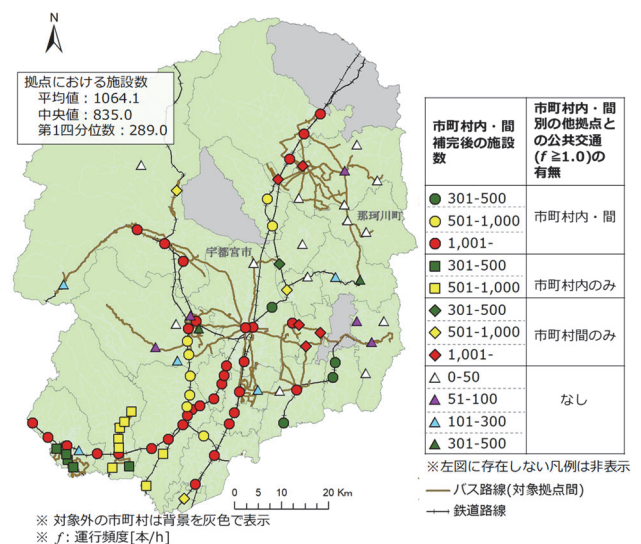 N
拠点における施設数
平均値：1064.1
中央値：835.0
第1四分位数：289.0
那珂川町
宇都宮市
0 5 10 20 Km
※ 対象外の市町村は背景を灰色で表示
※ f：運行頻度[本/h]
市町村内・間
補完後の施設
数
市町村内・間
別の他拠点と
の公共交通
(f ≧1.0)の
有無
301-500
501-1,000
1,001-
市町村内・間
301-500
501-1,000
市町村内のみ
301-500
501-1,000
1,001-
市町村間のみ
0-50
51-100
101-300
301-500
なし
※左図に存在しない凡例は非表示
バス路線(対象拠点間)
鉄道路線